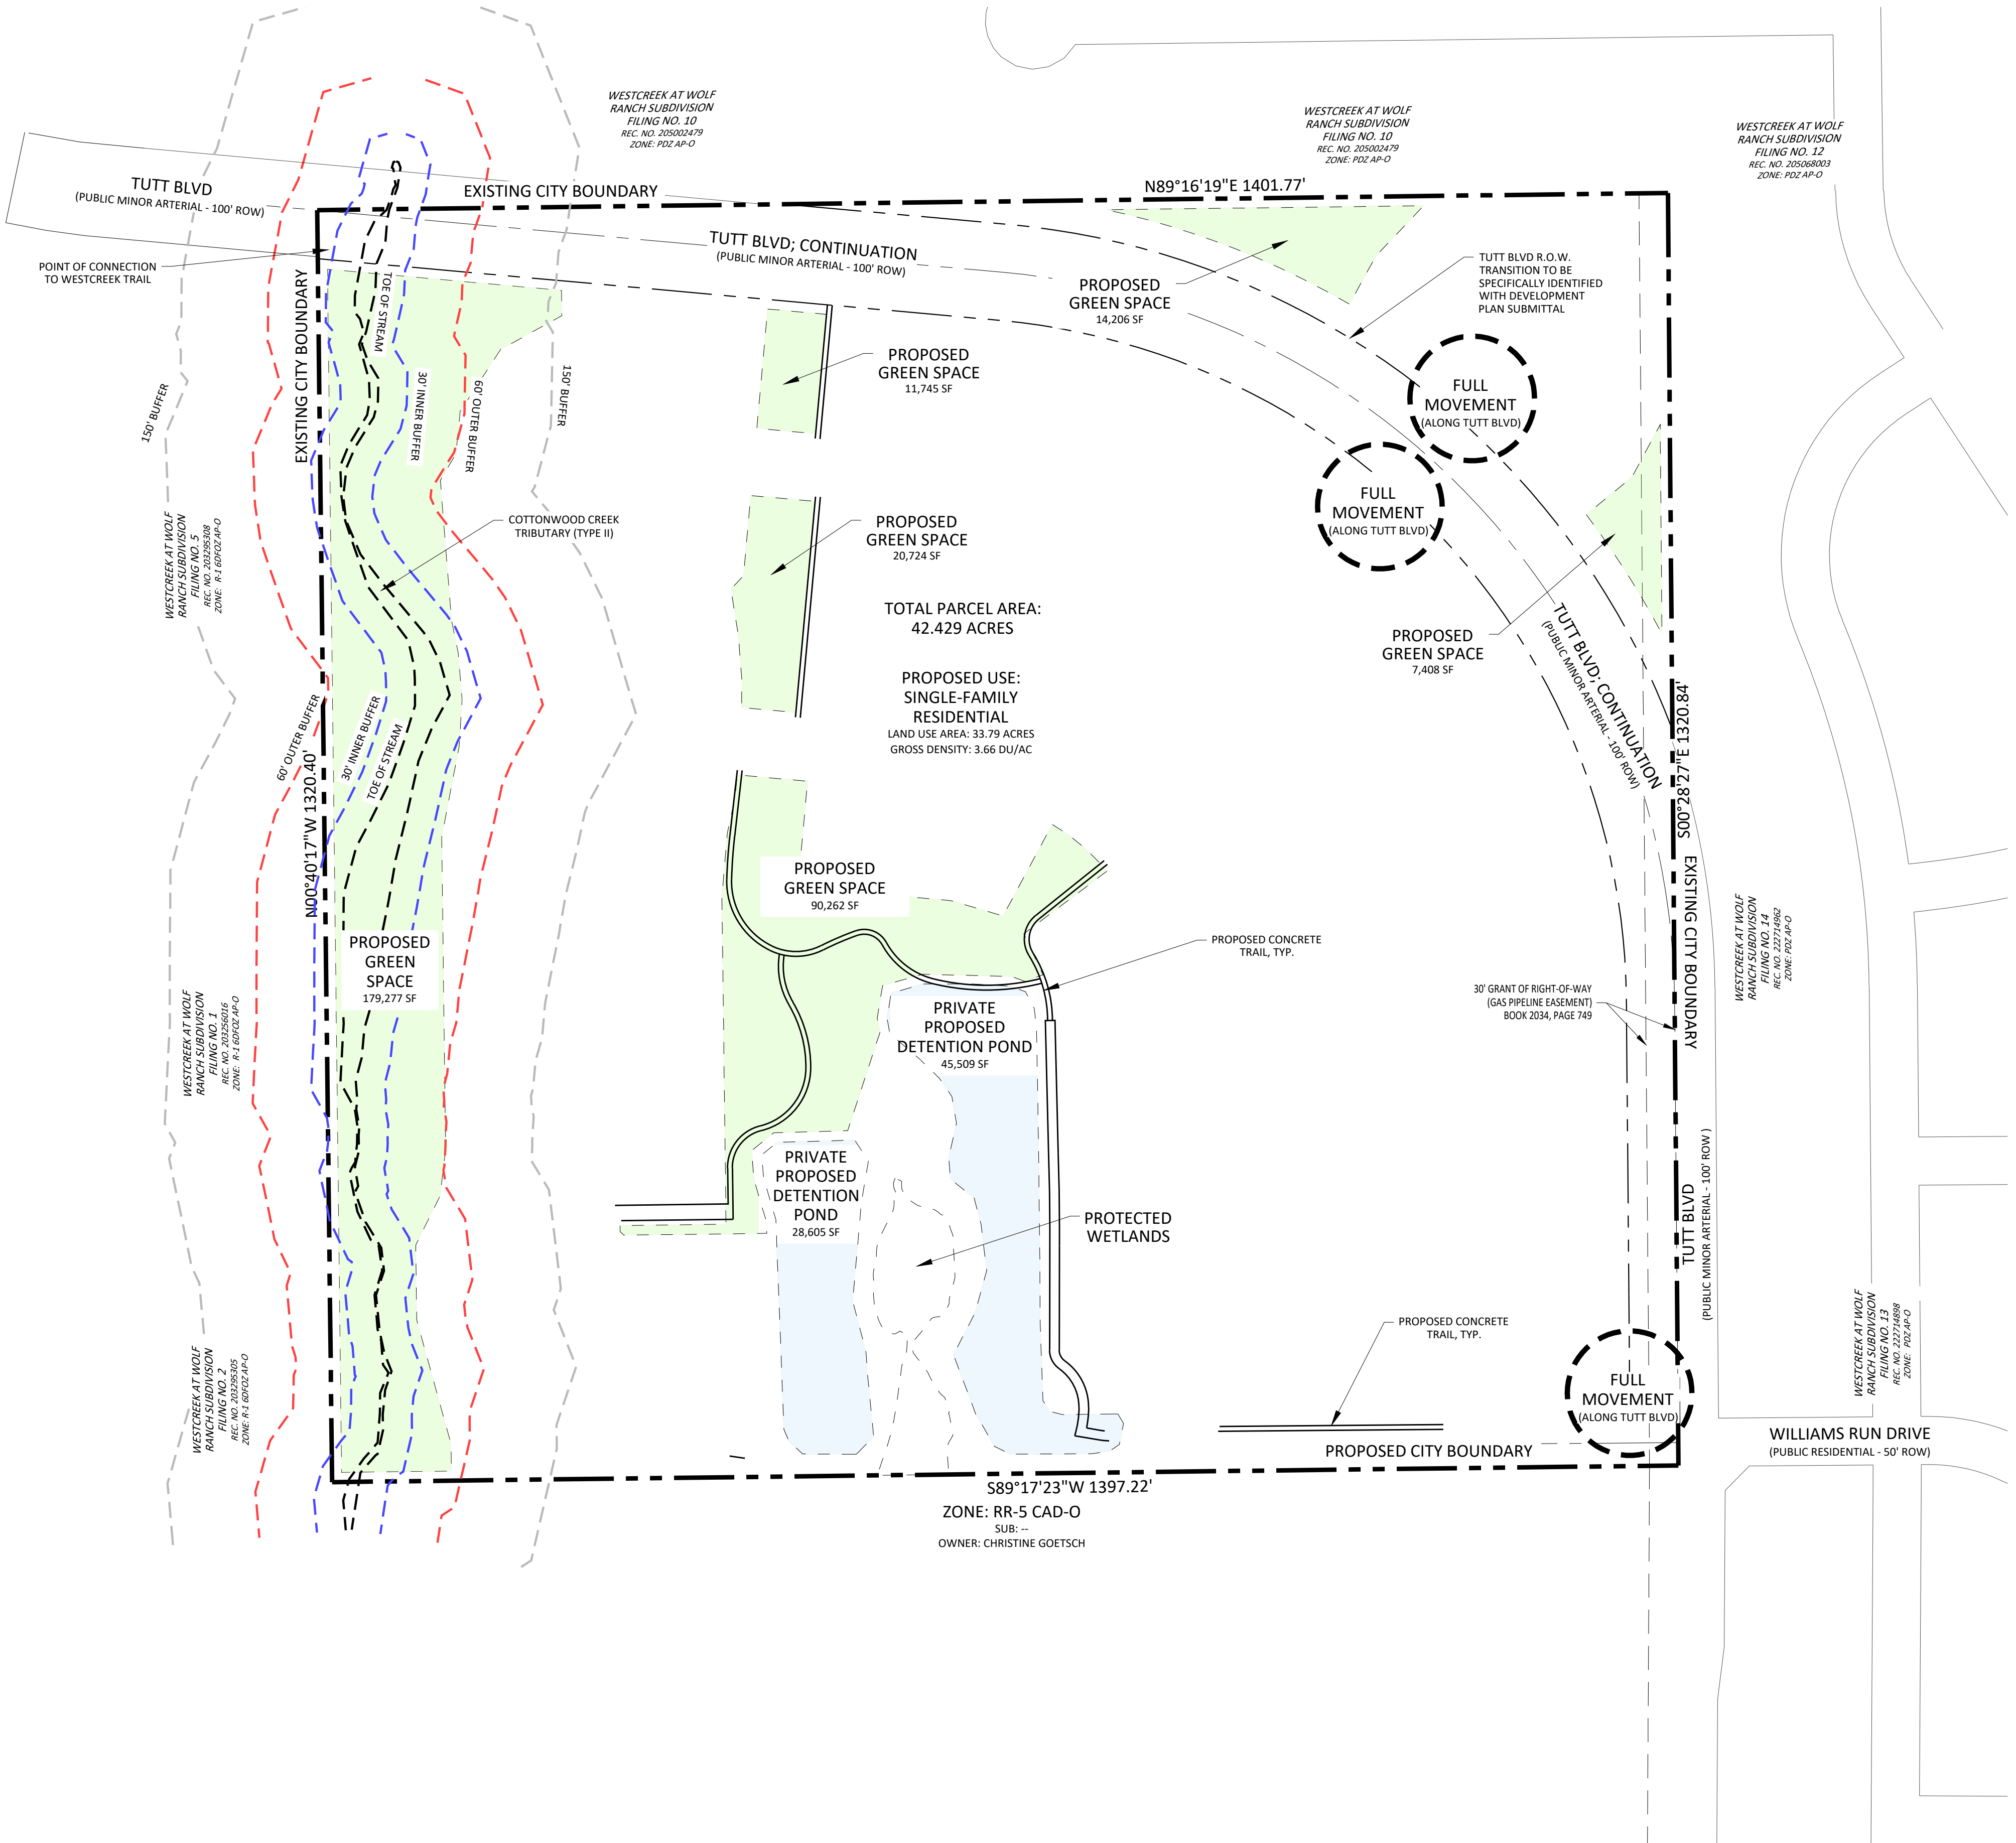 WESTCREEK AT WOLF
RANCH SUBDIVISION
FILING NO. 10
REC. NO. 205002479
ZONE: PDZ AP-O
WESTCREEK AT WOLF
RANCH SUBDIVISION
FILING NO. 10
REC. NO. 205002479
ZONE: PDZ AP-O
WESTCREEK AT WOLF
RANCH SUBDIVISION
FILING NO. 12
REC. NO. 205068003
ZONE: PDZ AP-O
TUTT BLVD
(PUBLIC MINOR ARTERIAL - 100' ROW)
EXISTING CITY BOUNDARY
N89°16'19"E 1401.77'
POINT OF CONNECTION
TO WESTCREEK TRAIL
TUTT BLVD; CONTINUATION
(PUBLIC MINOR ARTERIAL - 100' ROW)
PROPOSED
GREEN SPACE
14,206 SF
TUTT BLVD R.O.W.
TRANSITION TO BE
SPECIFICALLY IDENTIFIED
WITH DEVELOPMENT
PLAN SUBMITTAL
EXISTING CITY BOUNDARY
TOE OF STREAM
30' INNER BUFFER
60' OUTER BUFFER
150' BUFFER
150' BUFFER
PROPOSED
GREEN SPACE
11,745 SF
FULL
MOVEMENT
(ALONG TUTT BLVD)
FULL
MOVEMENT
(ALONG TUTT BLVD)
WESTCREEK AT WOLF
RANCH SUBDIVISION
FILING NO. 5
REC. NO. 203295308
ZONE: R-1 6DFOZ AP-O
COTTONWOOD CREEK
TRIBUTARY (TYPE II)
PROPOSED
GREEN SPACE
20,724 SF
TOTAL PARCEL AREA:
42.429 ACRES
PROPOSED USE:
SINGLE-FAMILY
RESIDENTIAL
LAND USE AREA: 33.79 ACRES
GROSS DENSITY: 3.66 DU/AC
PROPOSED
GREEN SPACE
7,408 SF
TUTT BLVD; CONTINUATION
(PUBLIC MINOR ARTERIAL - 100' ROW)
S00°28'27"E 1320.84'
60' OUTER BUFFER
30' INNER BUFFER
TOE OF STREAM
N00°40'17"W 1320.40'
PROPOSED
GREEN SPACE
90,262 SF
PROPOSED
GREEN
SPACE
179,277 SF
PROPOSED CONCRETE
TRAIL, TYP.
EXISTING CITY BOUNDARY
WESTCREEK AT WOLF
RANCH SUBDIVISION
FILING NO. 14
REC. NO. 222714962
ZONE: PDZ AP-O
30' GRANT OF RIGHT-OF-WAY
(GAS PIPELINE EASEMENT)
BOOK 2034, PAGE 749
WESTCREEK AT WOLF
RANCH SUBDIVISION
FILING NO. 1
REC. NO. 203256016
ZONE: R-1 6DFOZ AP-O
PRIVATE
PROPOSED
DETENTION POND
45,509 SF
PRIVATE
PROPOSED
DETENTION
POND
28,605 SF
PROTECTED
WETLANDS
TUTT BLVD
(PUBLIC MINOR ARTERIAL - 100' ROW )
WESTCREEK AT WOLF
RANCH SUBDIVISION
FILING NO. 2
REC. NO. 203295305
ZONE: R-1 6DFOZ AP-O
PROPOSED CONCRETE
TRAIL, TYP.
FULL
MOVEMENT
(ALONG TUTT BLVD)
WESTCREEK AT WOLF
RANCH SUBDIVISION
FILING NO. 13
REC. NO. 222714898
ZONE: PDZ AP-O
PROPOSED CITY BOUNDARY
WILLIAMS RUN DRIVE
(PUBLIC RESIDENTIAL - 50' ROW)
S89°17'23"W 1397.22'
ZONE: RR-5 CAD-O
SUB: --
OWNER: CHRISTINE GOETSCH